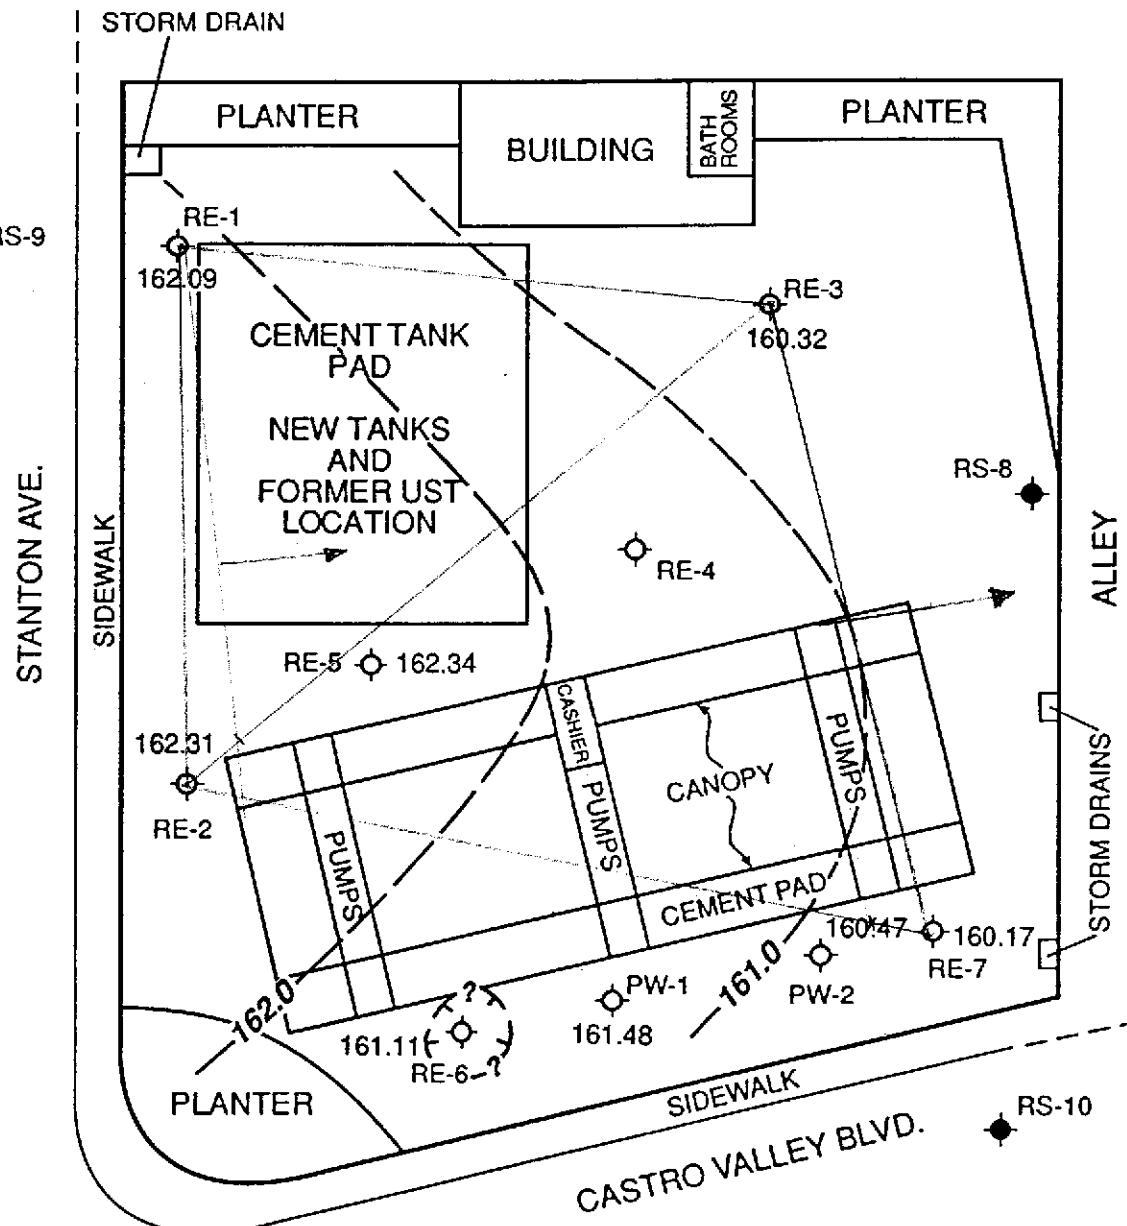 STORM DRAIN
PLANTER
BUILDING
BATH
ROOMS
PLANTER
RS-9
RE-1
162.09
RE-3
160.32
CEMENT TANK
PAD
NEW TANKS
AND
FORMER UST
LOCATION
STANTON AVE.
SIDEWALK
RS-8
ALLEY
RE-4
RE-5
162.34
162.31
RE-2
CASHIER
PUMPS
PUMPS
PUMPS
CANOPY
CEMENT PAD
STORM DRAINS
160.47
160.17
RE-7
PW-2
PW-1
161.48
161.0
162.0
?
161.11
RE-6
?
PLANTER
SIDEWALK
CASTRO VALLEY BLVD.
RS-10